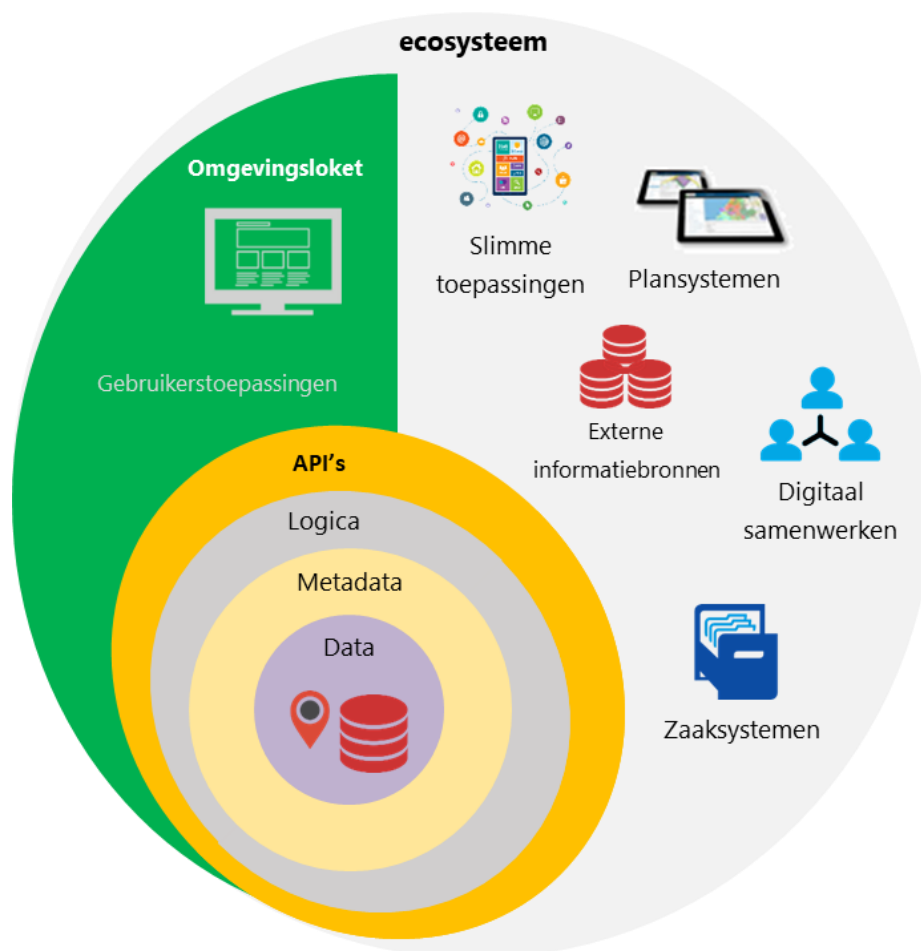 ecosysteem
Omgevingsloket
Gebruikerstoepassingen
Slimme
toepassingen
Plansystemen
Externe
informatiebronnen
Digitaal
samenwerken
Zaaksystemen
API's
Logica
Metadata
Data